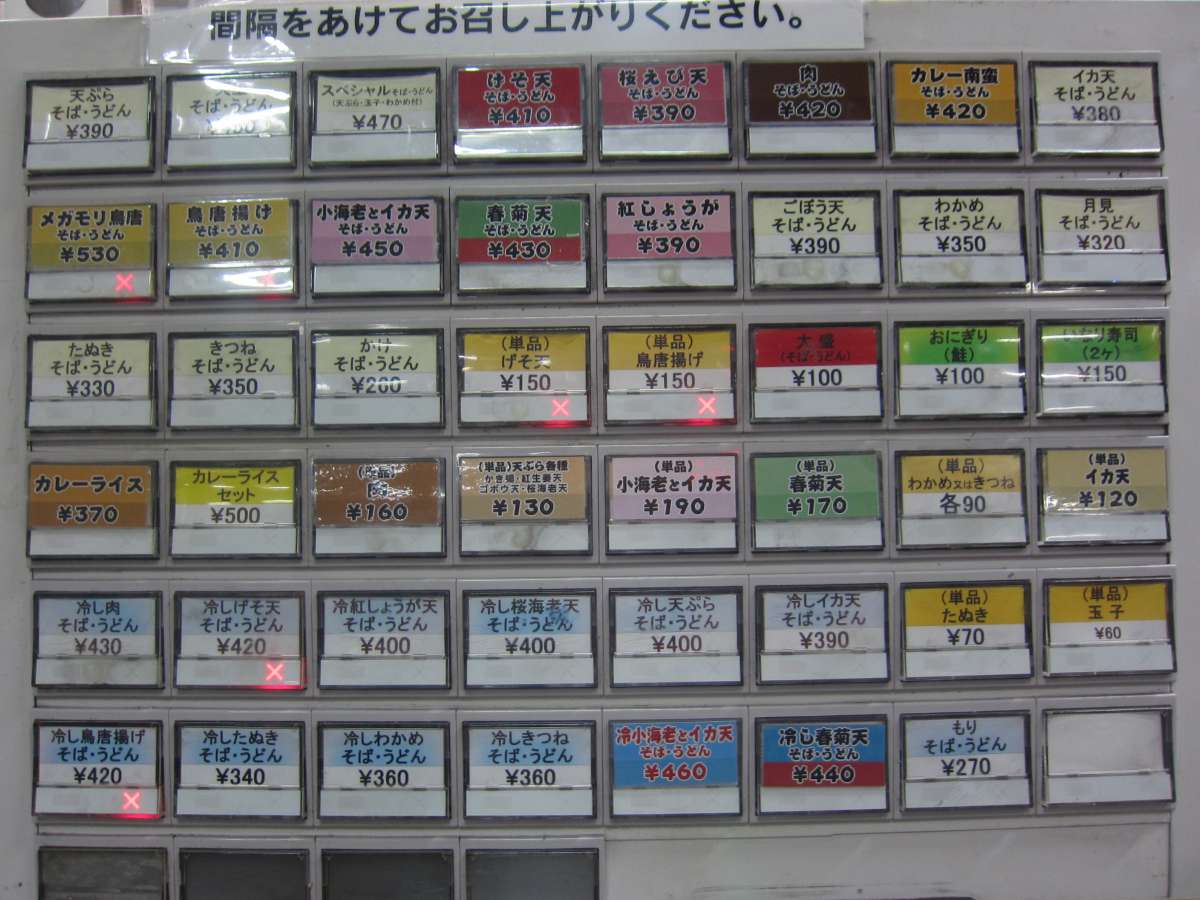 間隔をあけてお召し上がりください。
天ぷら
そば・うどん
¥390
そば・うどん
スペシャルそば・うどん
(天ぷら・玉子・わかめ付)
¥470
げそ天
そば・うどん
¥410
桜えび天
そば・うどん
¥390
肉
そば・うどん
¥420
カレー南蛮
そば・うどん
¥420
イカ天
そば・うどん
¥380
メガモリ鳥唐
そば・うどん
¥530
鳥唐揚げ
そば・うどん
¥410
小海老とイカ天
そば・うどん
¥450
春菊天
そば・うどん
¥430
紅しょうが
そば・うどん
¥390
ごぼう天
そば・うどん
¥390
わかめ
そば・うどん
¥350
月見
そば・うどん
¥320
たぬき
そば・うどん
¥330
きつね
そば・うどん
¥350
かけ
そば・うどん
(単品)
げそ天
¥150
(単品)
鳥唐揚げ
¥150
大盛
(そば・うどん)
¥100
おにぎり
(鮭)
¥100
いなり寿司
(2ヶ)
¥150
カレーライス
¥370
カレーライス
セット
¥500
(単品)
肉
¥160
(単品)天ぷら各種
かき揚/紅生姜天
ゴボウ天・桜海老天
¥130
(単品)
小海老とイカ天
¥190
(単品)
春菊天
¥170
(単品)
わかめ又はきつね
各90
(単品)
イカ天
¥120
冷し肉
そば・うどん
¥430
冷しげそ天
そば・うどん
¥420
冷紅しょうが天
そば・うどん
¥400
冷し桜海老天
そば・うどん
¥400
冷し天ぷら
そば・うどん
¥400
冷しイカ天
そば・うどん
¥390
(単品)
たぬき
¥70
(単品)
玉子
¥60
冷し鳥唐揚げ
そば・うどん
¥420
冷したぬき
そば・うどん
¥340
冷しわかめ
そば・うどん
¥360
冷しきつね
そば・うどん
¥360
冷小海老とイカ天
そば・うどん
¥460
冷し春菊天
そば・うどん
¥440
もり
そば・うどん
¥270